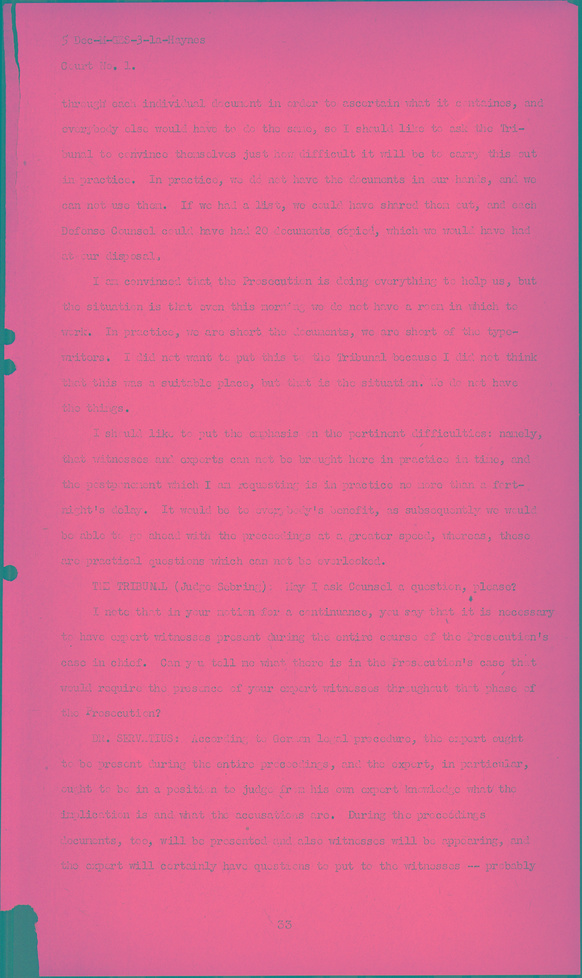 9 Dec-M-GES-3-1a-Haynes
Court No. 1.
through each individual document in order to ascertain what it containes, and
everybody else would have to do the same, so I should like to ask the Tri-
bunal to convince themselves just how difficult it will be to carry this out
in practice. In practice, we do not have the documents in our hands, and we
can not use them. If we had a list, we could have shared them out, and each
Defense Counsel could have had 20 documents copied, which we would have had
at our disposal.
I am convinced that the Prosecution is doing everything to help us, but
the situation is that even this morning we do not have a room in which to
work. In practice, we are short the documents, we are short of the type-
writers. I did not want to put this to the Tribunal because I did not think
that this was a suitable place, but that is the situation. We do not have
the things.
I should like to put the emphasis on the pertinent difficulties: namely,
that witnesses and experts can not be brought here in practice in time, and
the postponement which I am requesting is in practice no more than a fort-
night's delay. It would be to everybody's benefit, as subsequently we would
be able to go ahead with the proceedings at a greater speed, whereas, these
are practical questions which can not be overlooked.
THE TRIBUNAL (Judge Sebring): May I ask Counsel a question, please?
I note that in your motion for a continuance, you say that it is necessary
to have expert witnesses present during the entire course of the Prosecution's
case in chief. Can you tell me what there is in the Prosecution's case that
would require the presence of your expert witnesses throughout that phase of
the Prosecution?
DR. SERVATIUS: According to German legal procedure, the expert ought
to be present during the entire proceedings, and the expert, in particular,
ought to be in a position to judge from his own expert knowledge what the
implication is and what the accusations are. During the proceedings
documents, too, will be presented and also witnesses will be appearing, and
the expert will certainly have questions to put to the witnesses -- probably
33